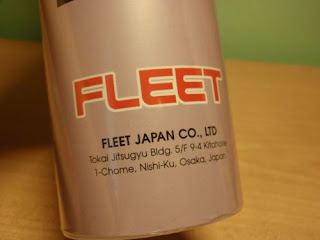 FLEET
FLEET JAPAN CO., LTD
Tokai Jitsugyu Bldg. 5/F 9-4 Kitahorie
1-Chome, Nishi-Ku, Osaka, Japan.